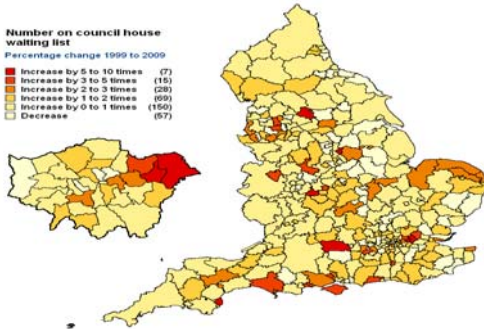 Number on council house
waiting list
Percentage change 1999 to 2009
Increase by 5 to 10 times (7)
Increase by 3 to 5 times (15)
Increase by 2 to 3 times (28)
Increase by 1 to 2 times (69)
Increase by 0 to 1 times (150)
Decrease (57)